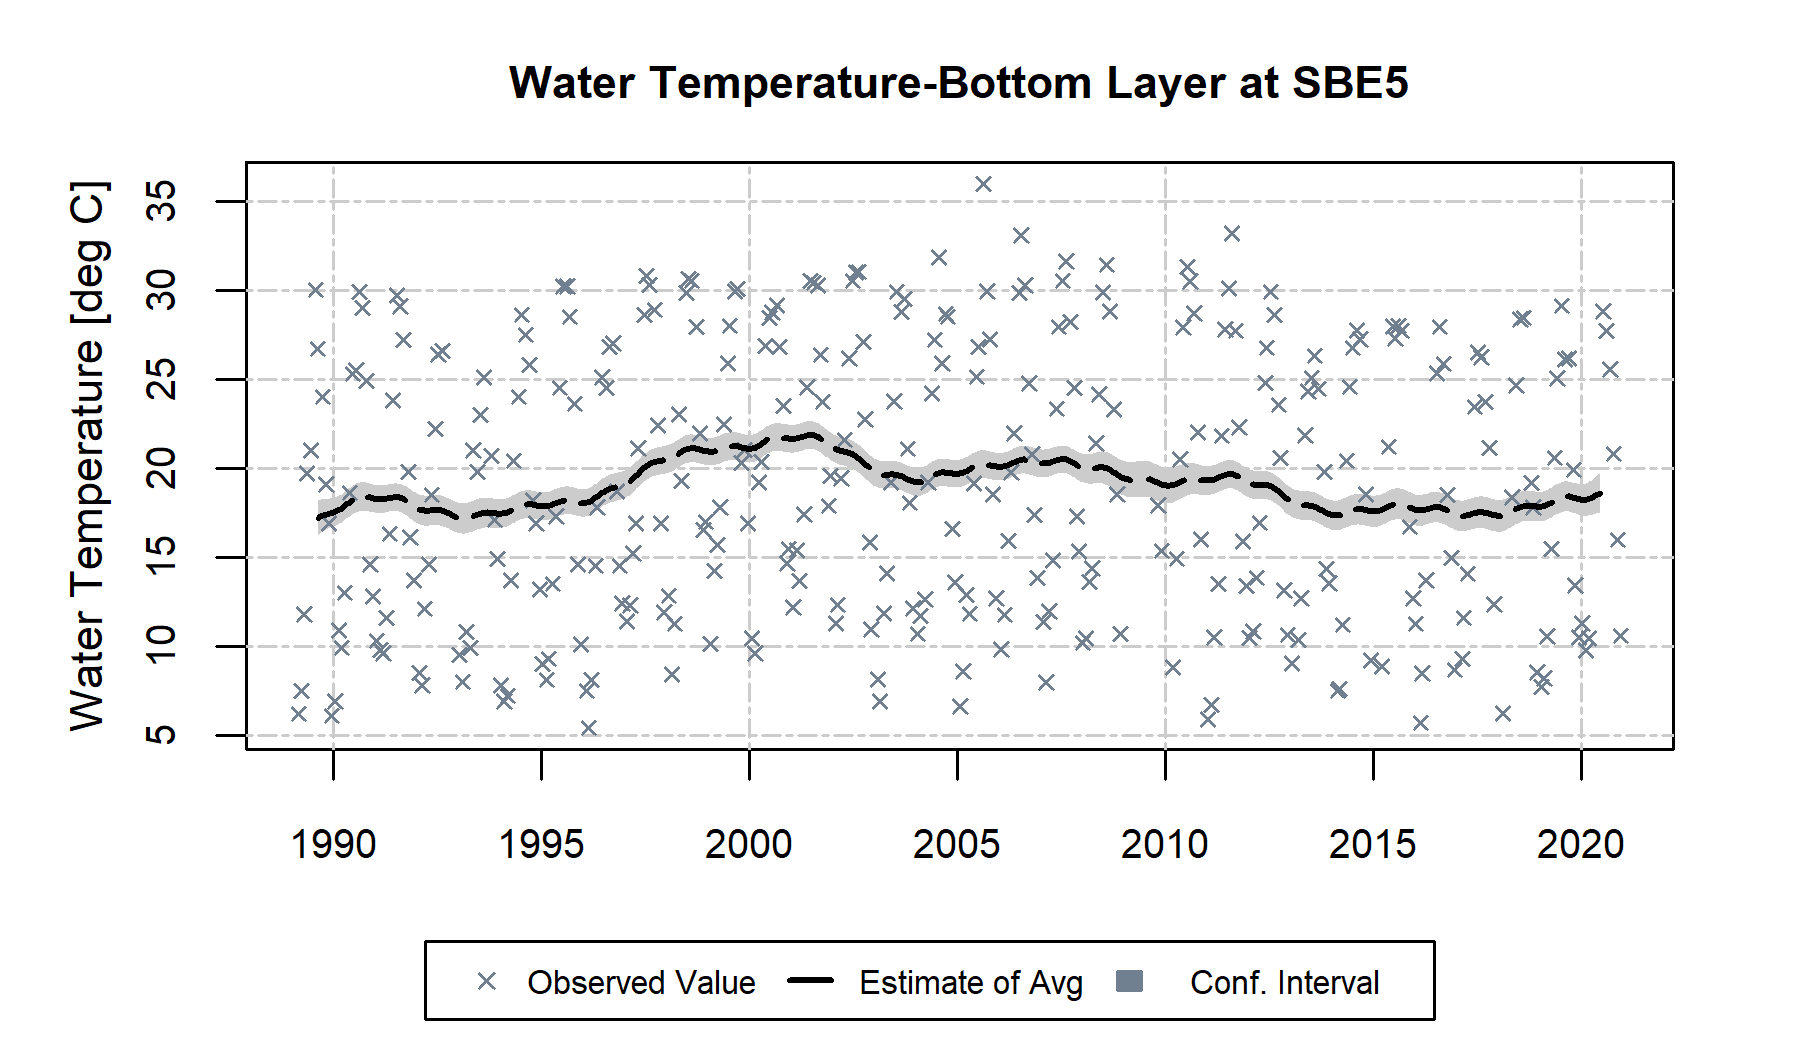 Water Temperature-Bottom Layer at SBE5
Water Temperature [deg C]
35
30
25
20
15
10
5
1990 1995 2000 2005 2010 2015 2020
Observed Value Estimate of Avg Conf. Interval